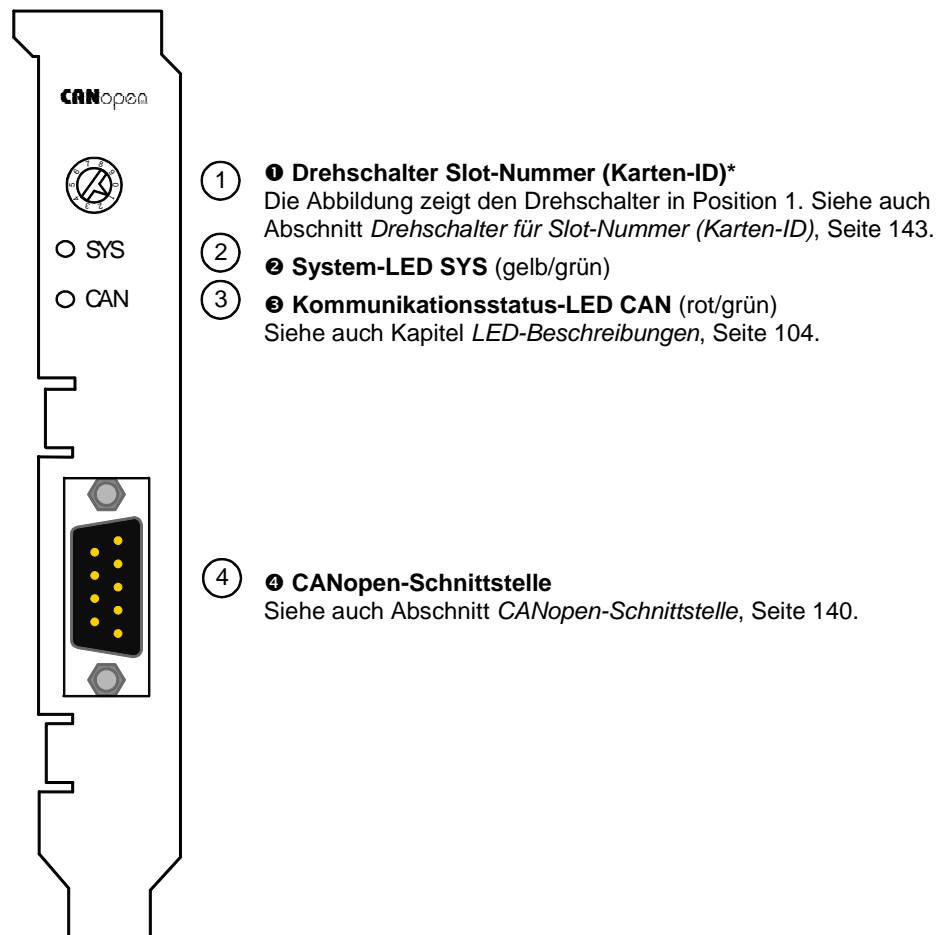 CANopen
1
❶ Drehschalter Slot-Nummer (Karten-ID)*
Die Abbildung zeigt den Drehschalter in Position 1. Siehe auch
Abschnitt Drehschalter für Slot-Nummer (Karten-ID), Seite 143.
SYS
2
❷ System-LED SYS (gelb/grün)
CAN
3
❸ Kommunikationsstatus-LED CAN (rot/grün)
Siehe auch Kapitel LED-Beschreibungen, Seite 104.
4
❹ CANopen-Schnittstelle
Siehe auch Abschnitt CANopen-Schnittstelle, Seite 140.